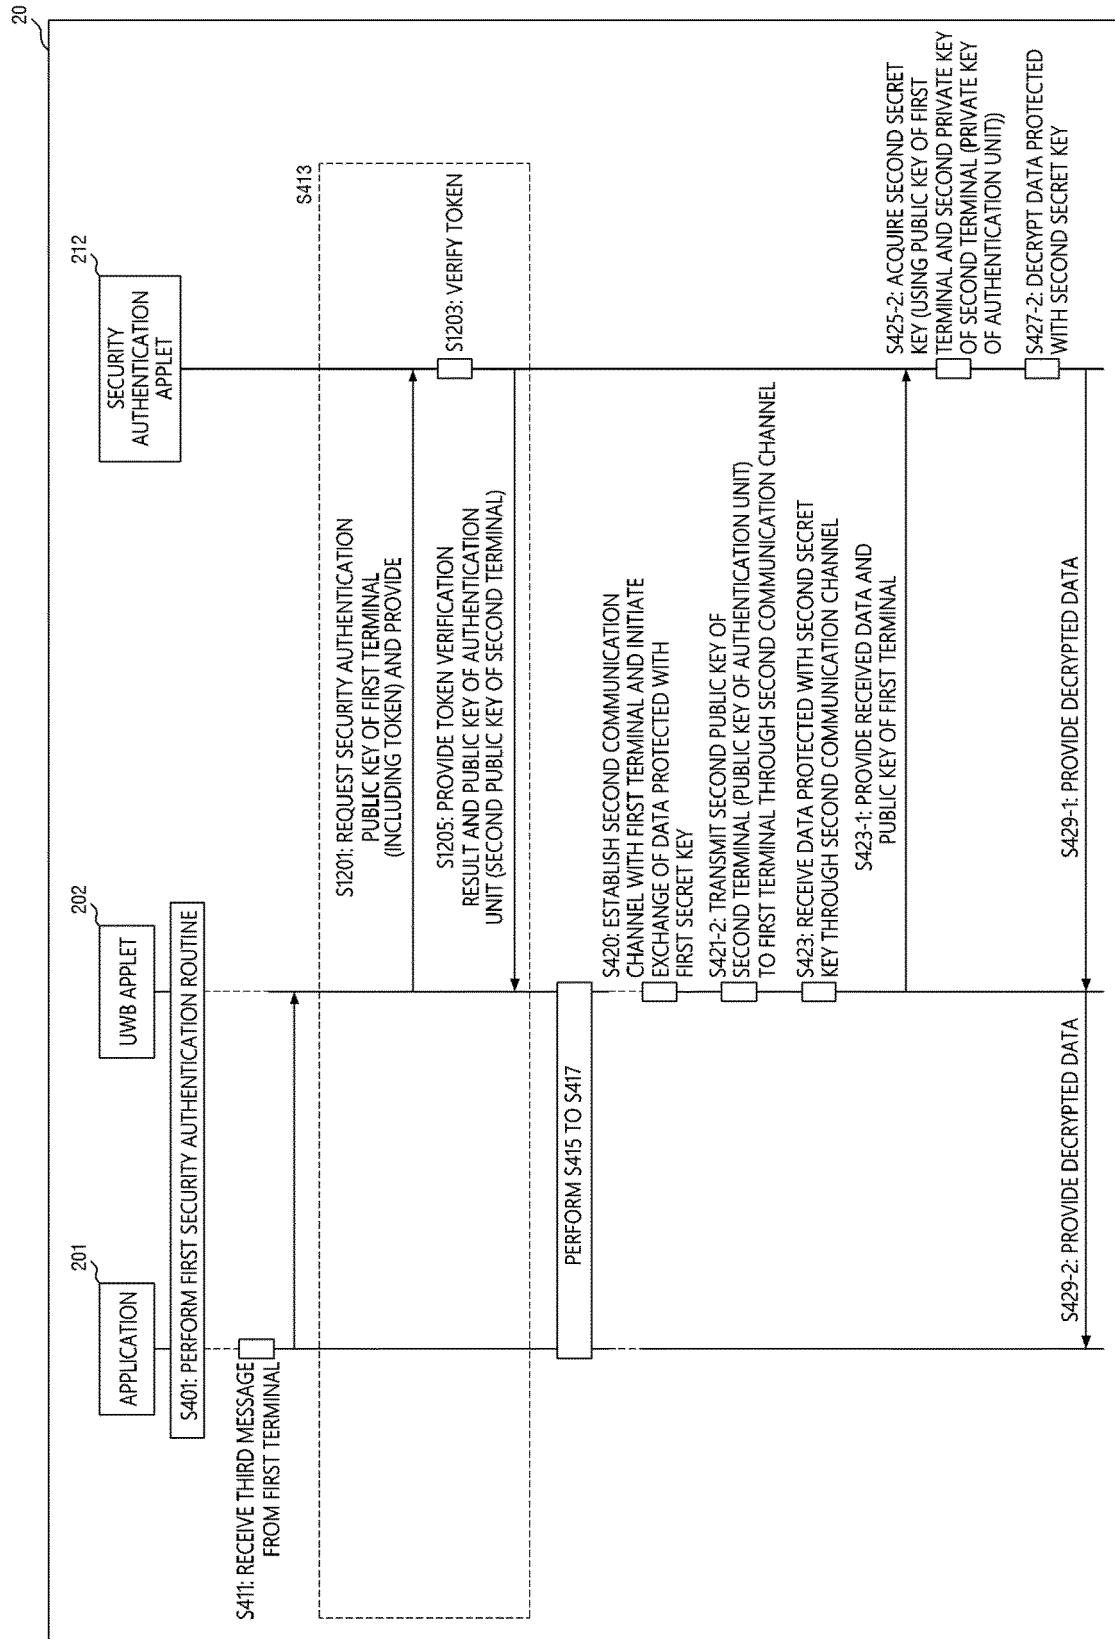 20
APPLICATION
201
UWB APPLET
202
SECURITY
AUTHENTICATION
APPLET
212
S401: PERFORM FIRST SECURITY AUTHENTICATION ROUTINE
S411: RECEIVE THIRD MESSAGE
FROM FIRST TERMINAL
S413
S1201: REQUEST SECURITY AUTHENTICATION
PUBLIC KEY OF FIRST TERMINAL
(INCLUDING TOKEN) AND PROVIDE
S1203: VERIFY TOKEN
S1205: PROVIDE TOKEN VERIFICATION
RESULT AND PUBLIC KEY OF AUTHENTICATION
UNIT (SECOND PUBLIC KEY OF SECOND TERMINAL)
PERFORM S415 TO S417
S420: ESTABLISH SECOND COMMUNICATION
CHANNEL WITH FIRST TERMINAL AND INITIATE
EXCHANGE OF DATA PROTECTED WITH
FIRST SECRET KEY
S421-2: TRANSMIT SECOND PUBLIC KEY OF
SECOND TERMINAL (PUBLIC KEY OF AUTHENTICATION UNIT)
TO FIRST TERMINAL THROUGH SECOND COMMUNICATION CHANNEL
S423: RECEIVE DATA PROTECTED WITH SECOND SECRET
KEY THROUGH SECOND COMMUNICATION CHANNEL
S423-1: PROVIDE RECEIVED DATA AND
PUBLIC KEY OF FIRST TERMINAL
S425-2: ACQUIRE SECOND SECRET
KEY (USING PUBLIC KEY OF FIRST
TERMINAL AND SECOND PRIVATE KEY
OF SECOND TERMINAL (PRIVATE KEY
OF AUTHENTICATION UNIT))
S427-2: DECRYPT DATA PROTECTED
WITH SECOND SECRET KEY
S429-1: PROVIDE DECRYPTED DATA
S429-2: PROVIDE DECRYPTED DATA